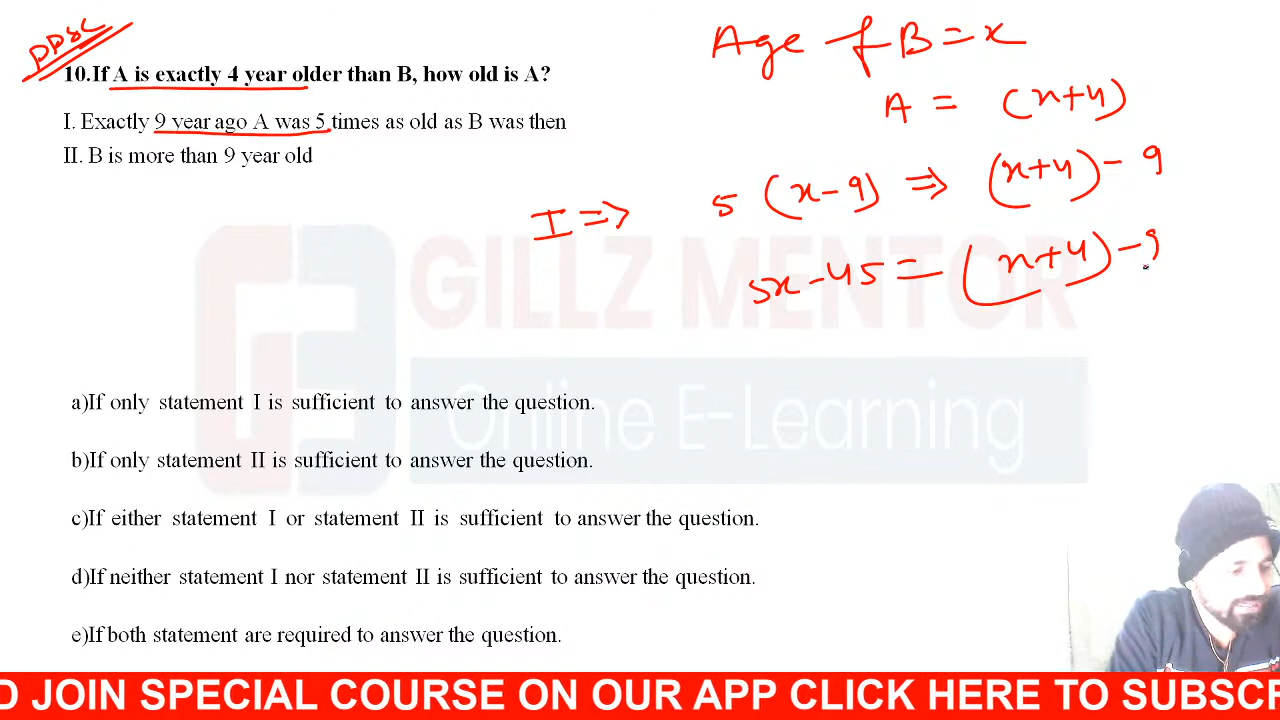 PPSC
10.If A is exactly 4 year older than B, how old is A?
I. Exactly 9 year ago A was 5 times as old as B was then
II. B is more than 9 year old
Age of B = x
A = (x+4)
I => 5 (x-9) => (x+4) - 9
5x - 45 = (x+4) - 9
GILLZ MENTOR
Online E-Learning
a)If only statement I is sufficient to answer the question.
b)If only statement II is sufficient to answer the question.
c)If either statement I or statement II is sufficient to answer the question.
d)If neither statement I nor statement II is sufficient to answer the question.
e)If both statement are required to answer the question.
D JOIN SPECIAL COURSE ON OUR APP CLICK HERE TO SUBSC